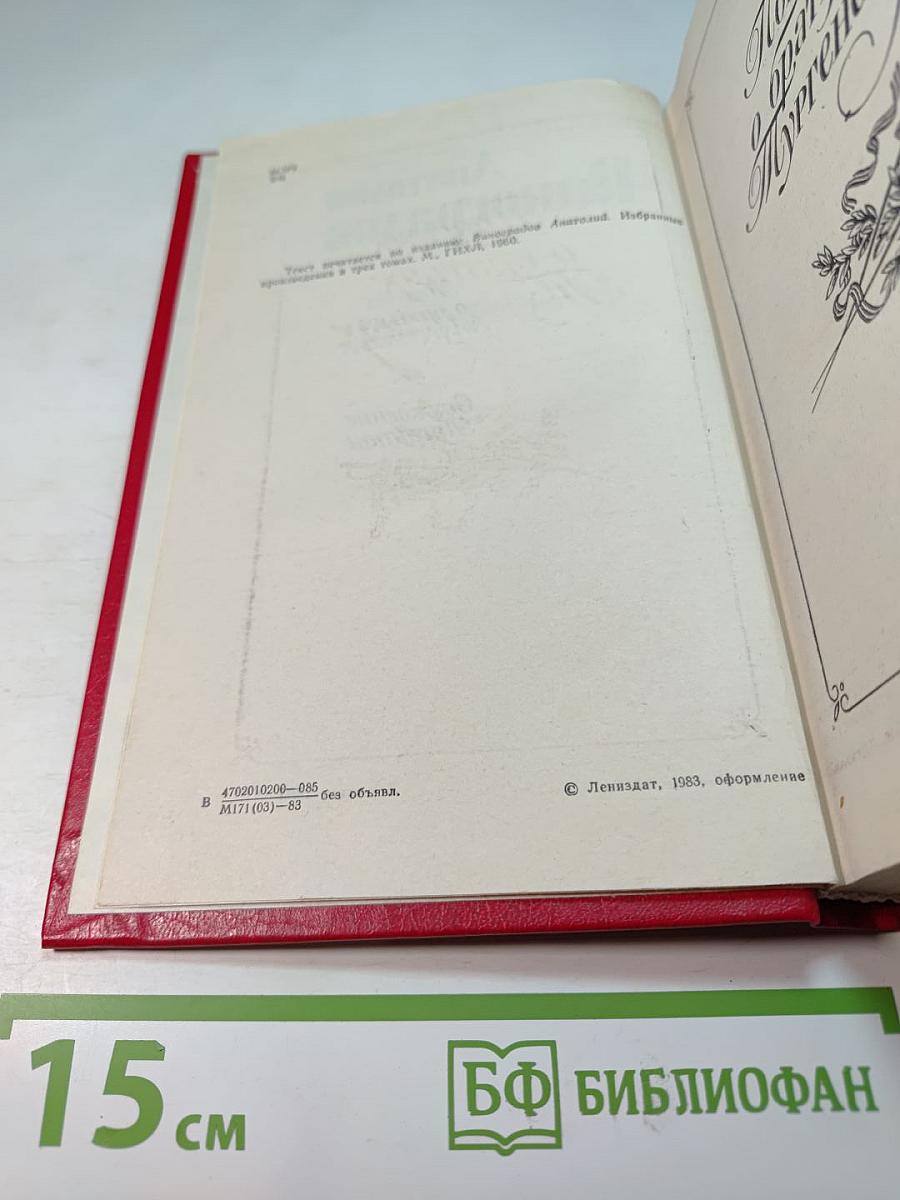 Текст печатается по изданию: Виноградов Анатолий. Избранные
произведения в трех томах. М., ГИХЛ, 1960.
о
Тургене
4702010200—085
В без объявл.
М171(03)—83
© Лениздат, 1983, оформление
15 см
БФ БИБЛИОФАН